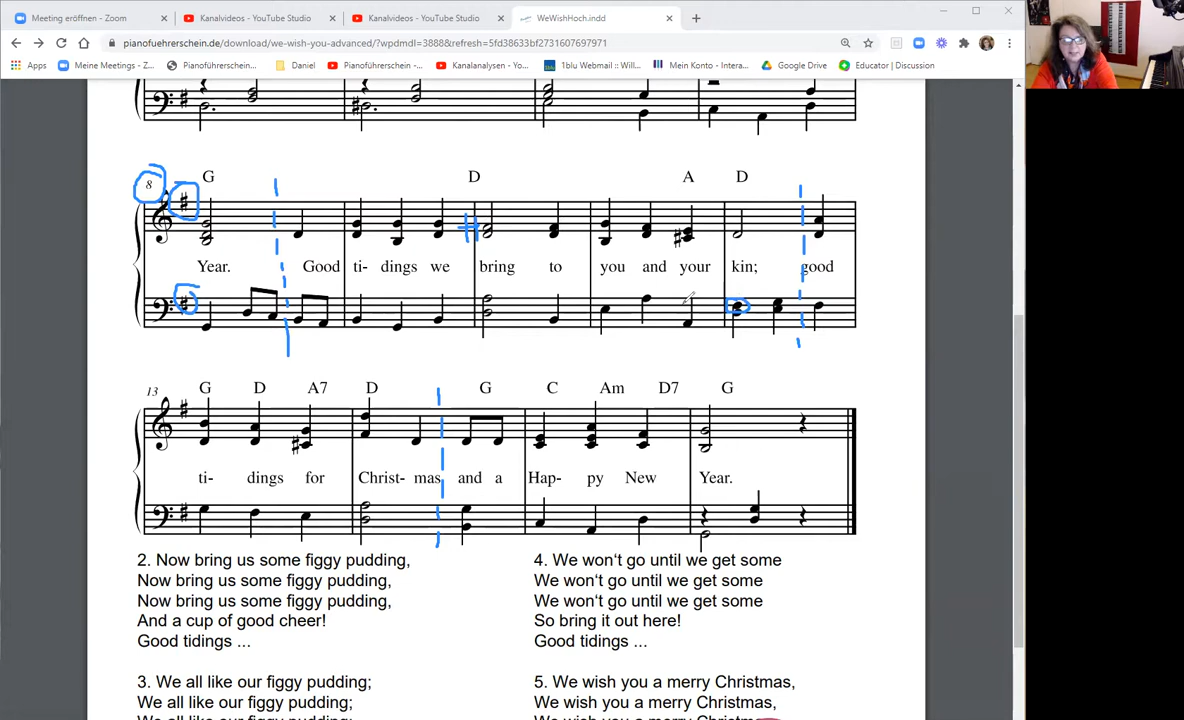 Meeting eröffnen - Zoom
Kanalvideos - YouTube Studio
Kanalvideos - YouTube Studio
WeWishHoch.indd
pianofuehrerschein.de/download/we-wish-you-advanced/?wpdmdl=3888&refresh=5fd38633bf2731607697971
Apps
Meine Meetings - Z...
Pianoführerschein...
Daniel
Pianoführerschein -...
Kanalanalysen - Yo...
1blu Webmail :: Will...
Mein Konto - Intera...
Google Drive
Educator | Discussion
8
G D A D
Year. Good ti- dings we bring to you and your kin; good
13
G D A7 D G C Am D7 G
ti- dings for Christ- mas and a Hap- py New Year.
2. Now bring us some figgy pudding,
Now bring us some figgy pudding,
Now bring us some figgy pudding,
And a cup of good cheer!
Good tidings ...
3. We all like our figgy pudding;
We all like our figgy pudding;
We all like our figgy pudding;
4. We won't go until we get some
We won't go until we get some
We won't go until we get some
So bring it out here!
Good tidings ...
5. We wish you a merry Christmas,
We wish you a merry Christmas,